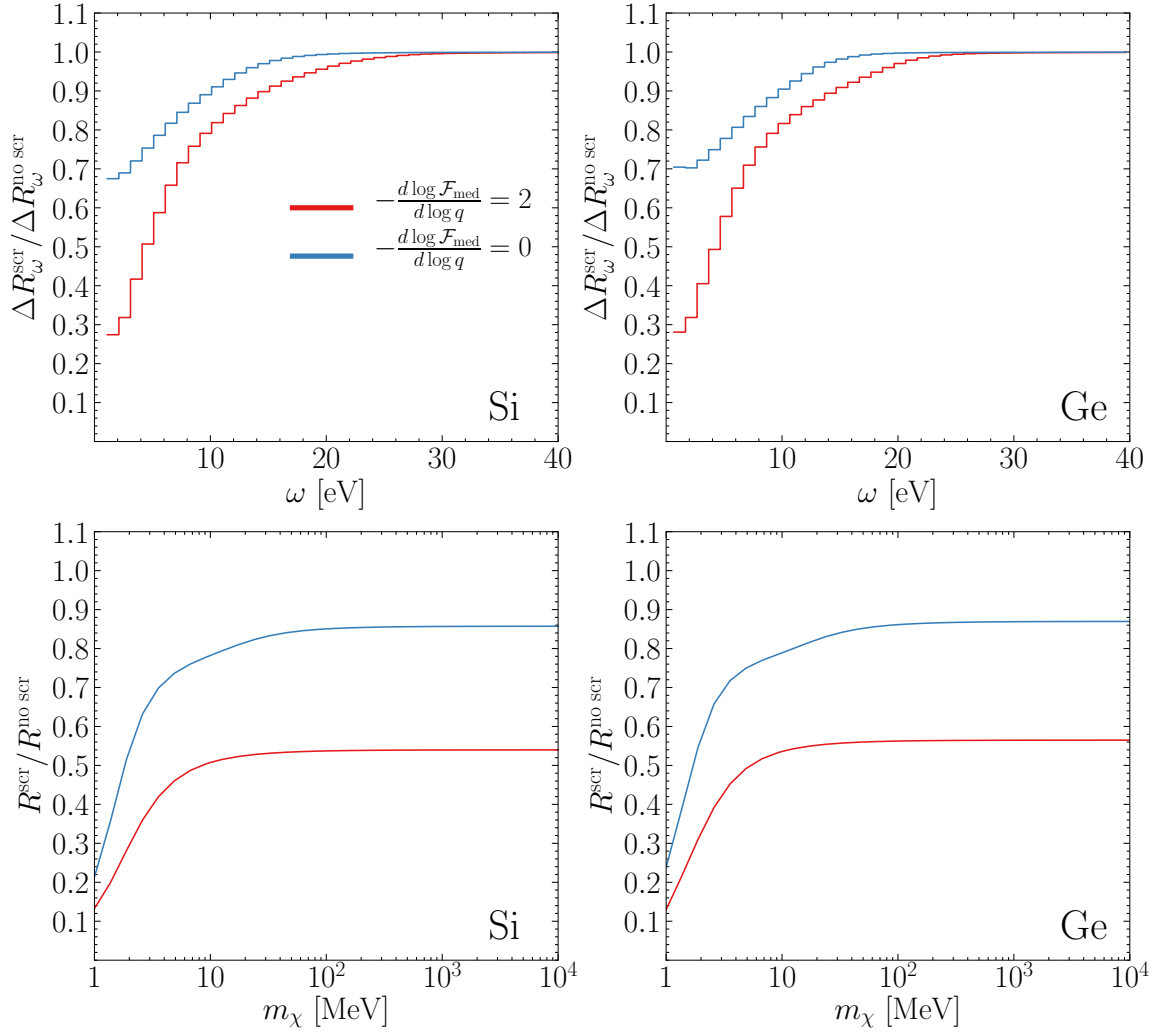 1.1
1.0
0.9
0.8
0.7
0.6
0.5
0.4
0.3
0.2
0.1
ΔR_ω^scr/ΔR_ω^no scr
−d log F_med/d log q = 2
−d log F_med/d log q = 0
Si
10 20 30 40
ω [eV]
1.1
1.0
0.9
0.8
0.7
0.6
0.5
0.4
0.3
0.2
0.1
ΔR_ω^scr/ΔR_ω^no scr
Ge
10 20 30 40
ω [eV]
1.1
1.0
0.9
0.8
0.7
0.6
0.5
0.4
0.3
0.2
0.1
R^scr/R^no scr
Si
1 10 10^2 10^3 10^4
m_χ [MeV]
1.1
1.0
0.9
0.8
0.7
0.6
0.5
0.4
0.3
0.2
0.1
R^scr/R^no scr
Ge
1 10 10^2 10^3 10^4
m_χ [MeV]